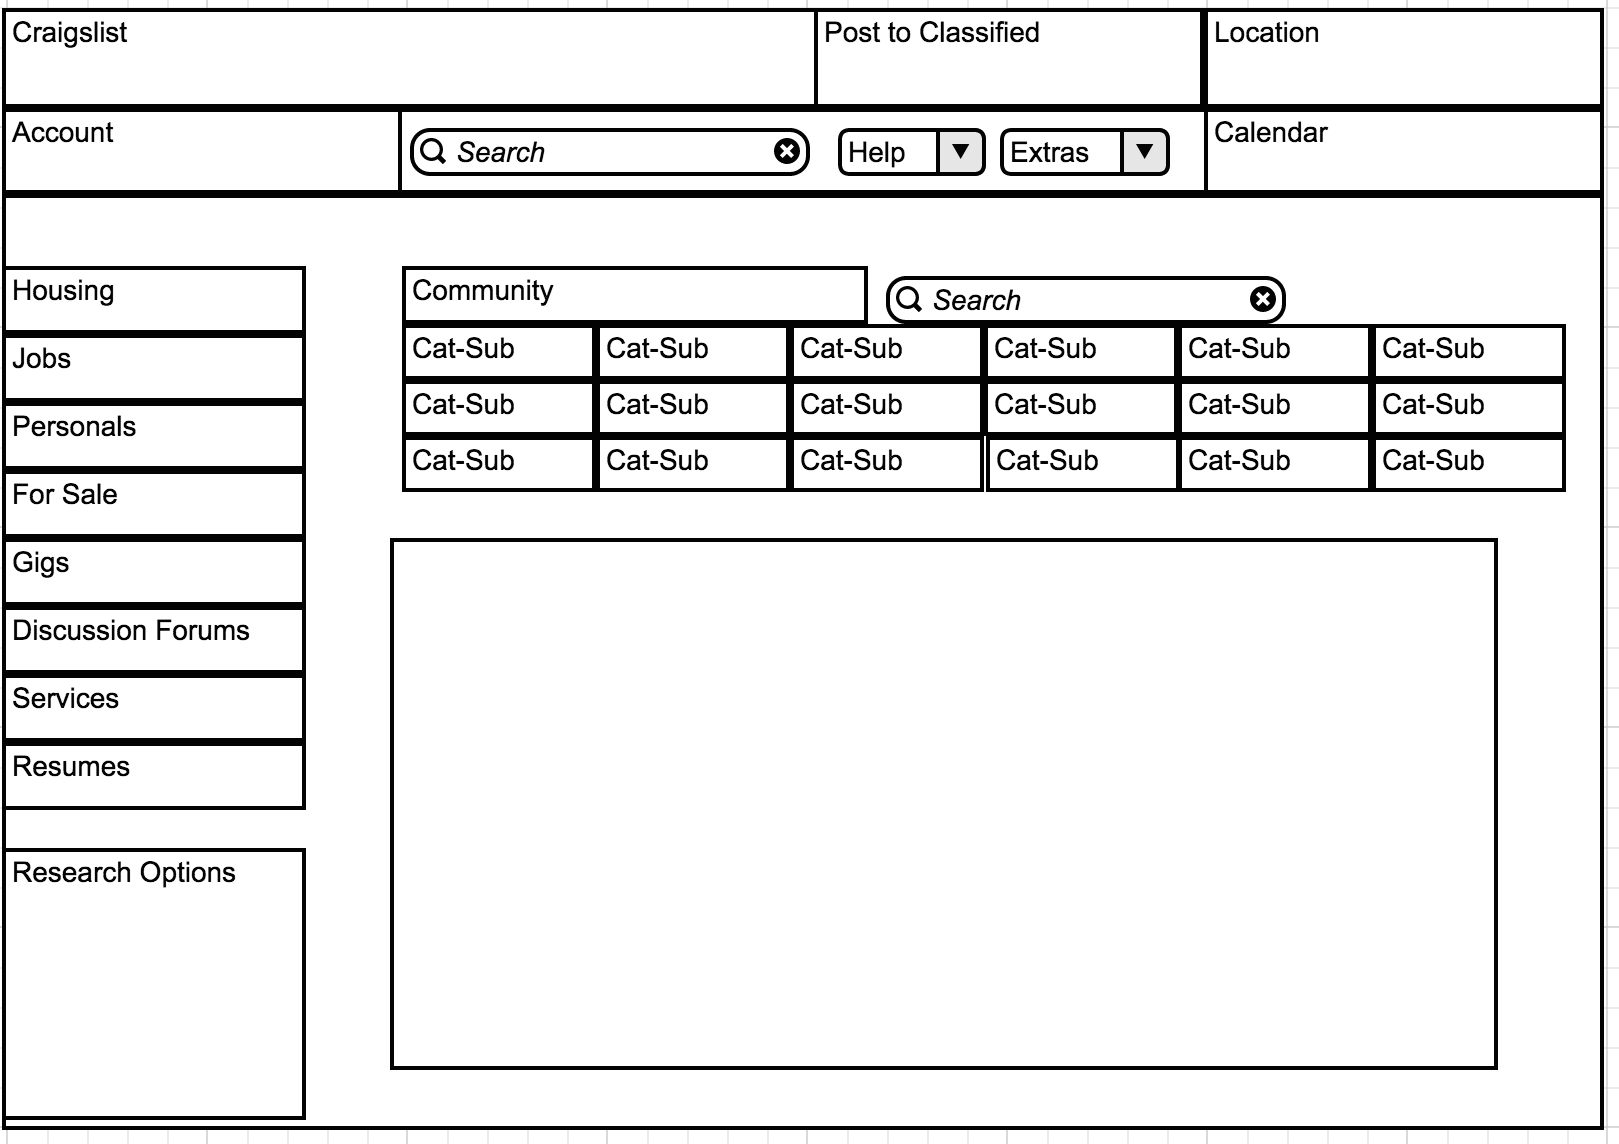 Craigslist
Post to Classified
Location
Account
Search
Help
Extras
Calendar
Housing
Jobs
Personals
For Sale
Gigs
Discussion Forums
Services
Resumes
Research Options
Community
Search
Cat-Sub Cat-Sub Cat-Sub Cat-Sub Cat-Sub Cat-Sub
Cat-Sub Cat-Sub Cat-Sub Cat-Sub Cat-Sub Cat-Sub
Cat-Sub Cat-Sub Cat-Sub Cat-Sub Cat-Sub Cat-Sub